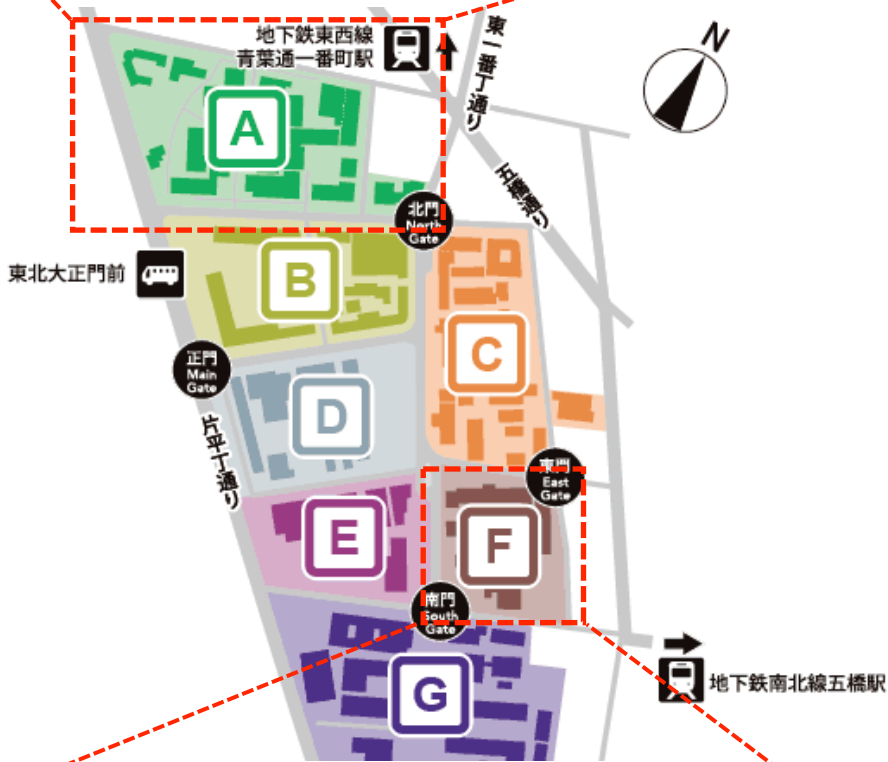 地下鉄東西線
青葉通一番町駅
東一番丁通り
N
A
五橋通り
北門
North
Gate
B
東北大正門前
C
正門
Main
Gate
D
片平丁通り
東門
East
Gate
E
F
南門
South
Gate
G
地下鉄南北線五橋駅